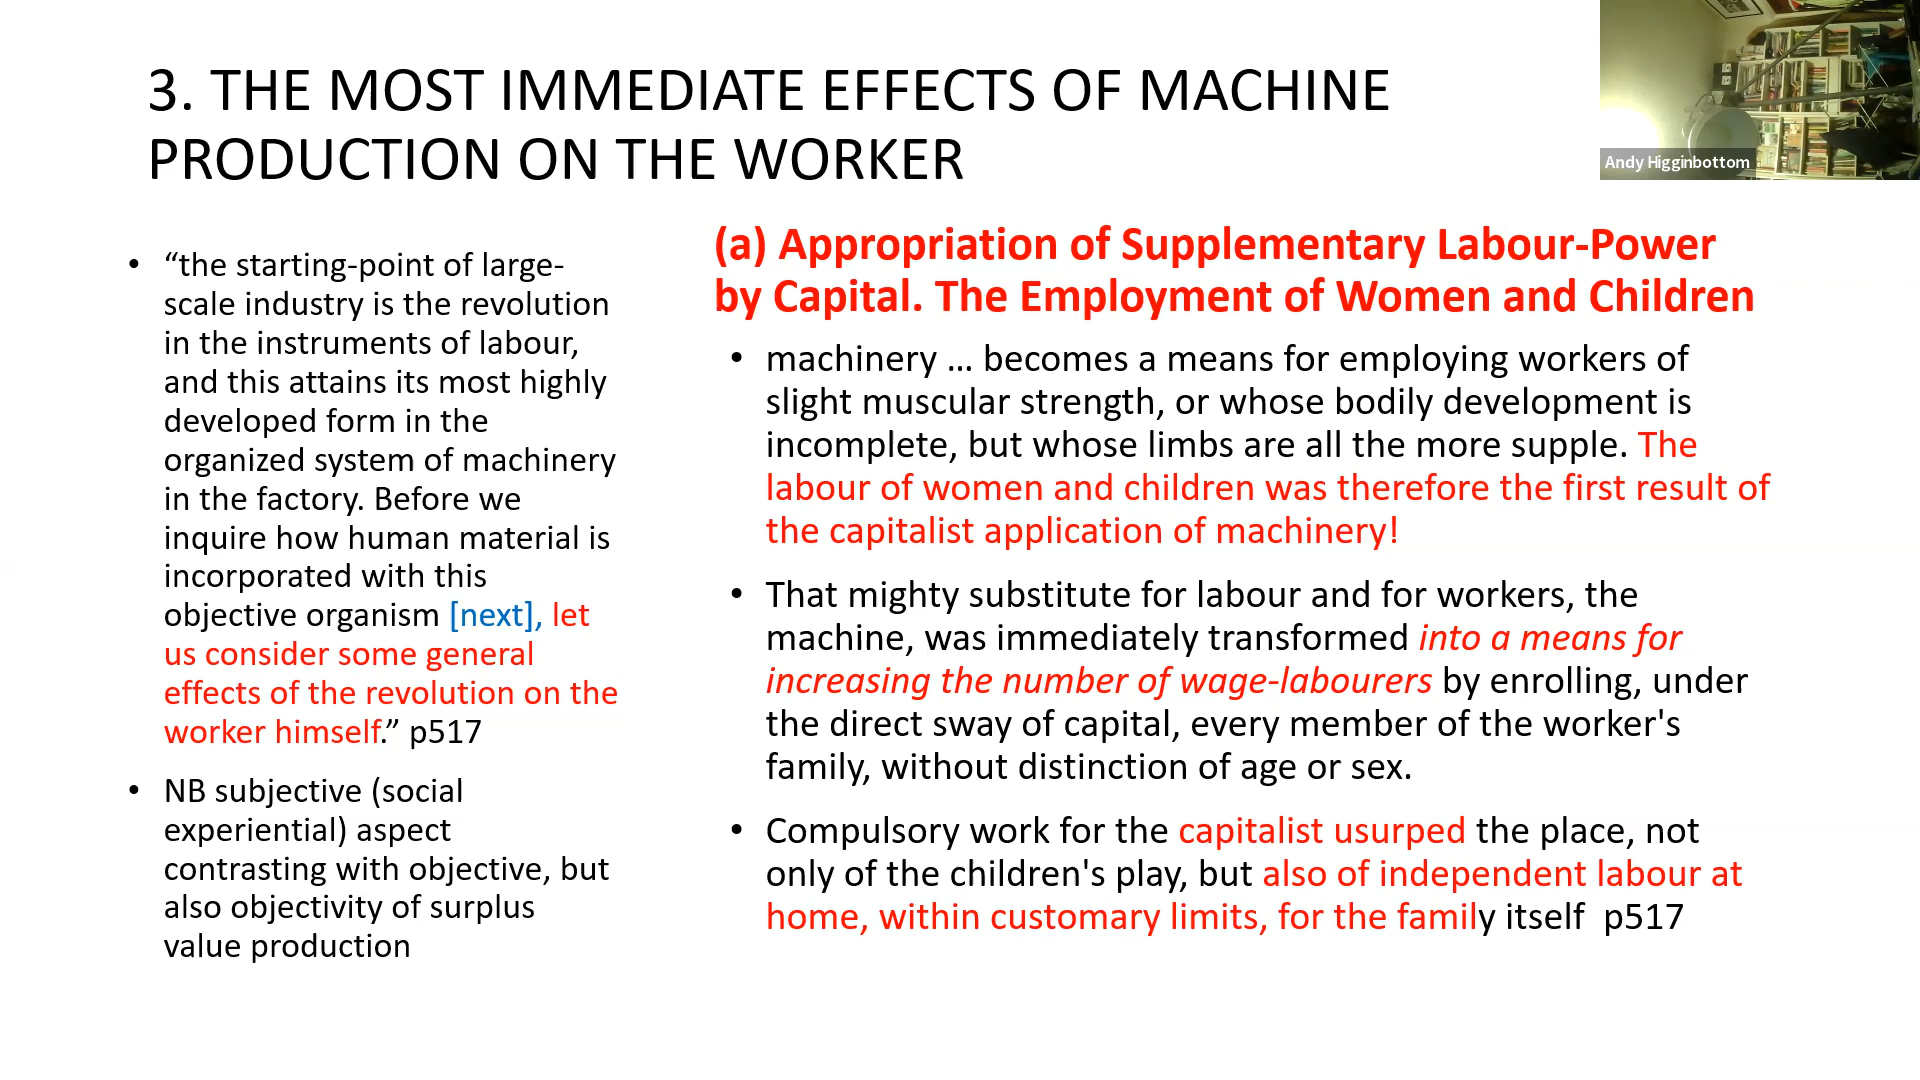 3. THE MOST IMMEDIATE EFFECTS OF MACHINE
PRODUCTION ON THE WORKER
Andy Higginbottom
• “the starting-point of large-
scale industry is the revolution
in the instruments of labour,
and this attains its most highly
developed form in the
organized system of machinery
in the factory. Before we
inquire how human material is
incorporated with this
objective organism [next], let
us consider some general
effects of the revolution on the
worker himself.” p517
• NB subjective (social
experiential) aspect
contrasting with objective, but
also objectivity of surplus
value production
(a) Appropriation of Supplementary Labour-Power
by Capital. The Employment of Women and Children
• machinery ... becomes a means for employing workers of
slight muscular strength, or whose bodily development is
incomplete, but whose limbs are all the more supple. The
labour of women and children was therefore the first result of
the capitalist application of machinery!
• That mighty substitute for labour and for workers, the
machine, was immediately transformed into a means for
increasing the number of wage-labourers by enrolling, under
the direct sway of capital, every member of the worker's
family, without distinction of age or sex.
• Compulsory work for the capitalist usurped the place, not
only of the children's play, but also of independent labour at
home, within customary limits, for the family itself  p517